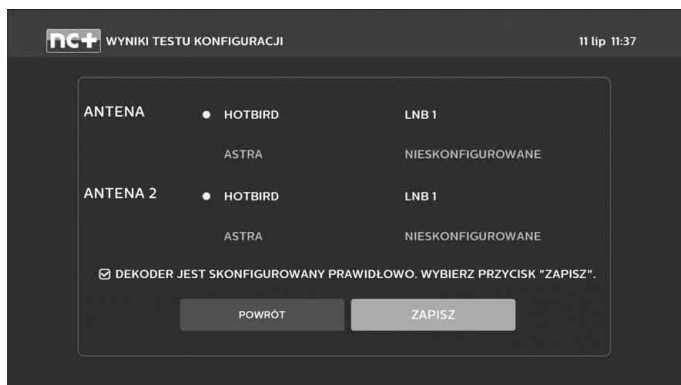 nc+ WYNIKI TESTU KONFIGURACJI 11 lip 11:37
ANTENA HOTBIRD LNB 1
ASTRA NIESKONFIGUROWANE
ANTENA 2 HOTBIRD LNB 1
ASTRA NIESKONFIGUROWANE
DEKODER JEST SKONFIGUROWANY PRAWIDŁOWO. WYBIERZ PRZYCISK "ZAPISZ".
POWRÓT ZAPISZ